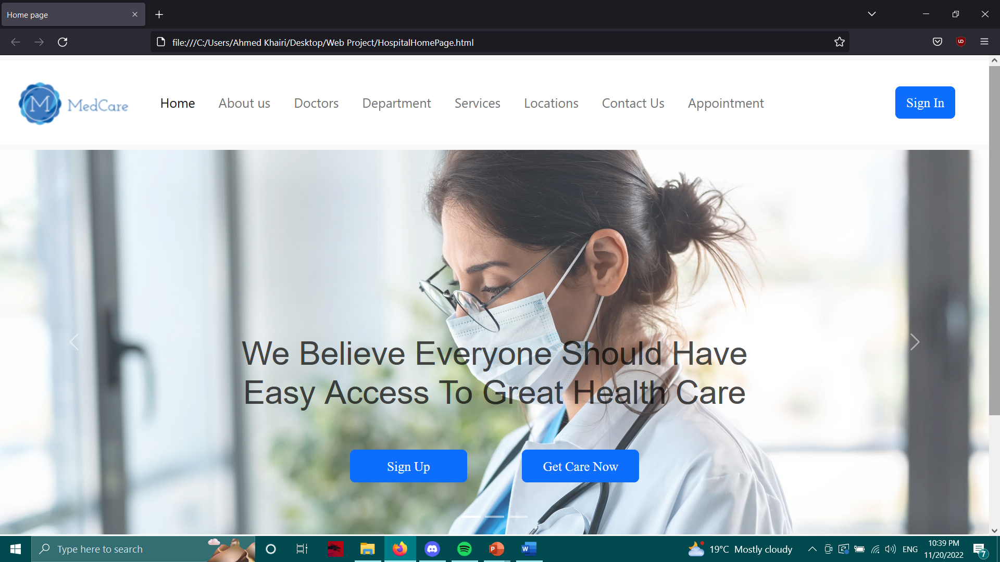 Home page
file:///C:/Users/Ahmed Khairi/Desktop/Web Project/HospitalHomePage.html
M MedCare Home About us Doctors Department Services Locations Contact Us Appointment Sign In
We Believe Everyone Should Have
Easy Access To Great Health Care
Sign Up Get Care Now
Type here to search
19°C Mostly cloudy
ENG
10:39 PM
11/20/2022
7